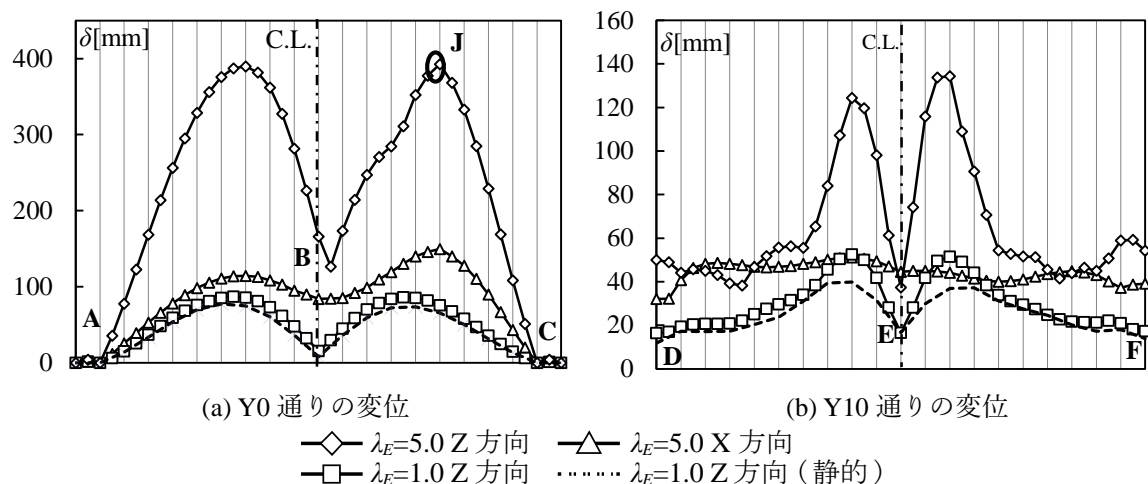 δ[mm]
C.L.
J
400
300
200
100
0
A
B
C
(a) Y0 通りの変位
δ[mm]
C.L.
160
140
120
100
80
60
40
20
0
D
E
F
(b) Y10 通りの変位
λE=5.0 Z 方向
λE=5.0 X 方向
λE=1.0 Z 方向
λE=1.0 Z 方向 ( 静的 )